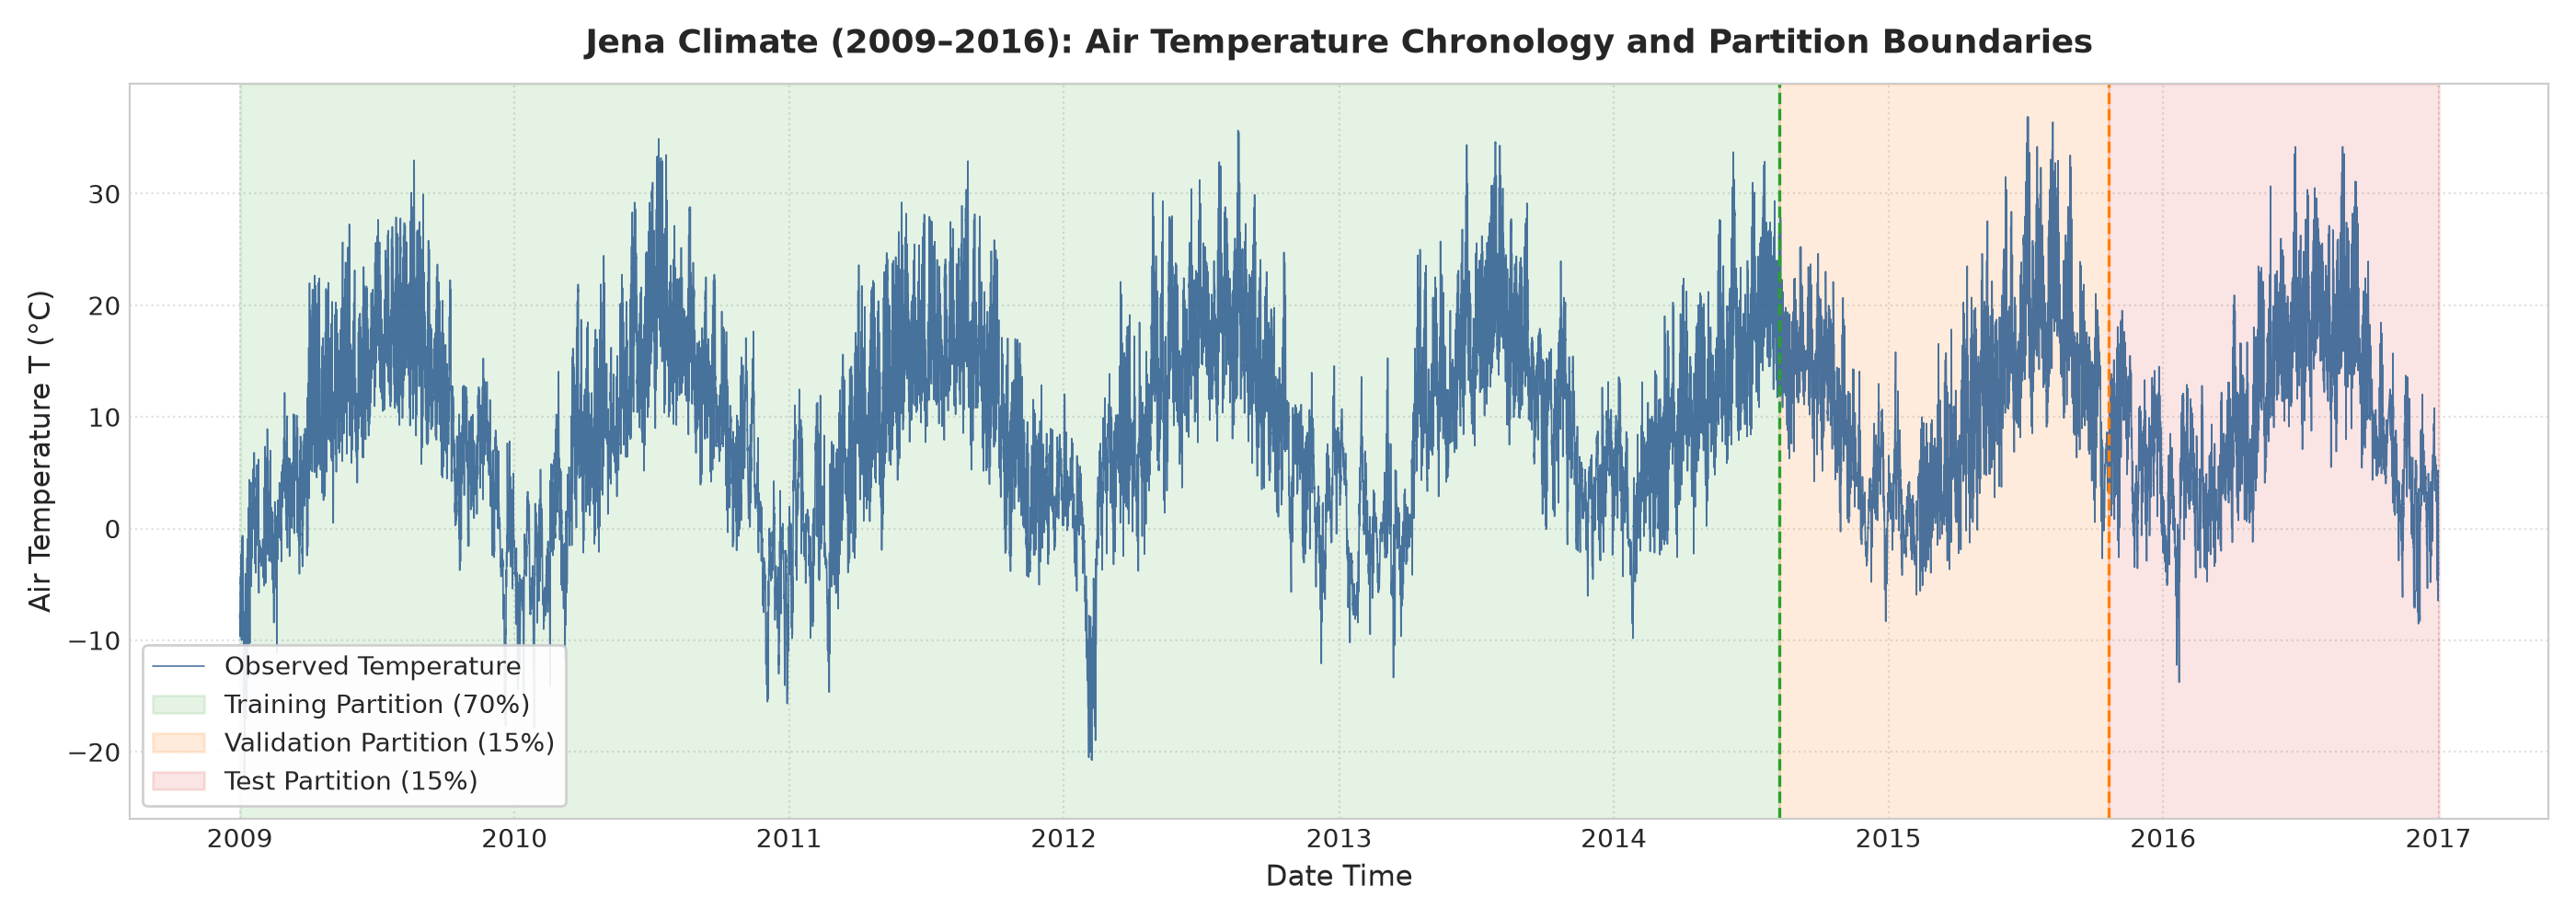 Jena Climate (2009–2016): Air Temperature Chronology and Partition Boundaries
Air Temperature T (°C)
30
20
10
0
−10
−20
Observed Temperature
Training Partition (70%)
Validation Partition (15%)
Test Partition (15%)
2009 2010 2011 2012 2013 2014 2015 2016 2017
Date Time